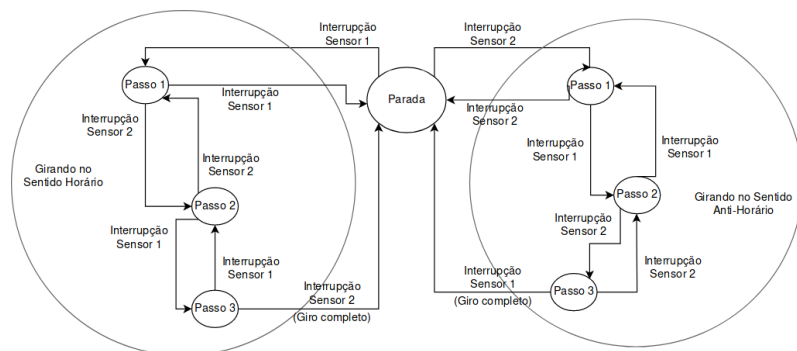 Interrupção
Sensor 1
Interrupção
Sensor 2
Passo 1
Interrupção
Sensor 1
Parada
Passo 1
Interrupção
Sensor 2
Interrupção
Sensor 2
Interrupção
Sensor 1
Interrupção
Sensor 1
Interrupção
Sensor 2
Girando no
Sentido Horário
Passo 2
Passo 2
Girando no Sentido
Anti-Horário
Interrupção
Sensor 1
Interrupção
Sensor 2
Interrupção
Sensor 1
Interrupção
Sensor 2
Interrupção
Sensor 1
(Giro completo)
Interrupção
Sensor 2
(Giro completo)
Passo 3
Passo 3